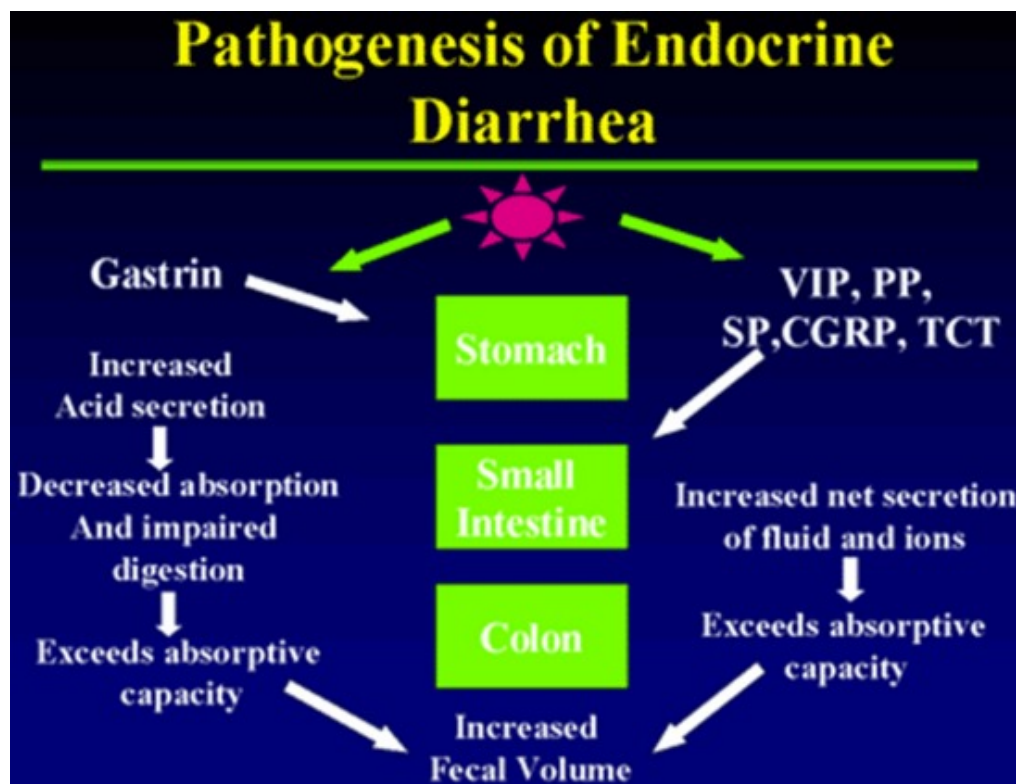 Pathogenesis of Endocrine
Diarrhea
Gastrin
VIP, PP,
SP,CGRP, TCT
Stomach
Increased
Acid secretion
Decreased absorption
And impaired
digestion
Small
Intestine
Increased net secretion
of fluid and ions
Exceeds absorptive
capacity
Colon
Exceeds absorptive
capacity
Increased
Fecal Volume